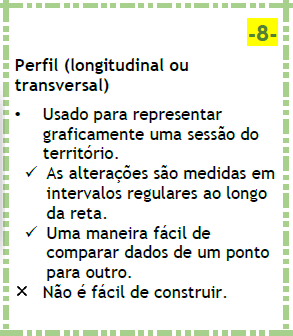 -8-
Perfil (longitudinal ou
transversal)
• Usado para representar
graficamente uma sessão do
território.
✓ As alterações são medidas em
intervalos regulares ao longo
da reta.
✓ Uma maneira fácil de
comparar dados de um ponto
para outro.
× Não é fácil de construir.